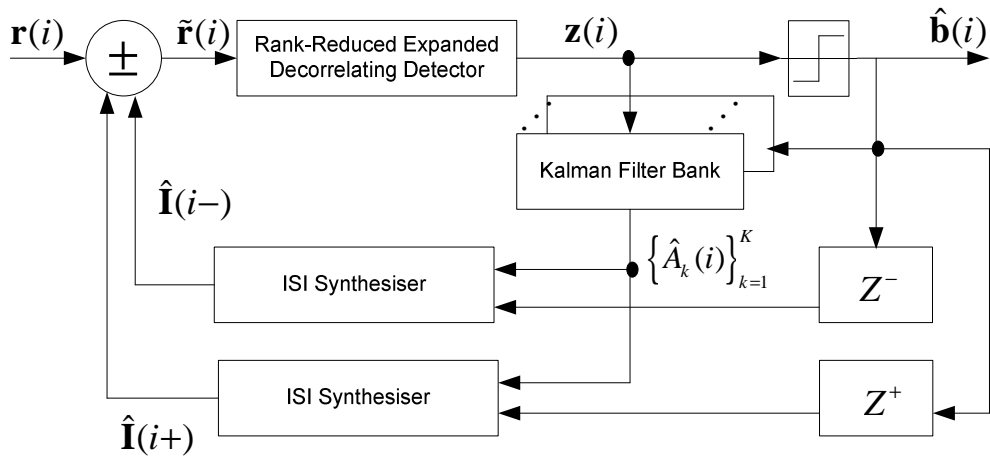 r(i)
±
r̃(i)
Rank-Reduced Expanded
Decorrelating Detector
z(i)
b̂(i)
Kalman Filter Bank
Î(i−)
{Â_k(i)}_{k=1}^{K}
ISI Synthesiser
Z⁻
ISI Synthesiser
Z⁺
Î(i+)